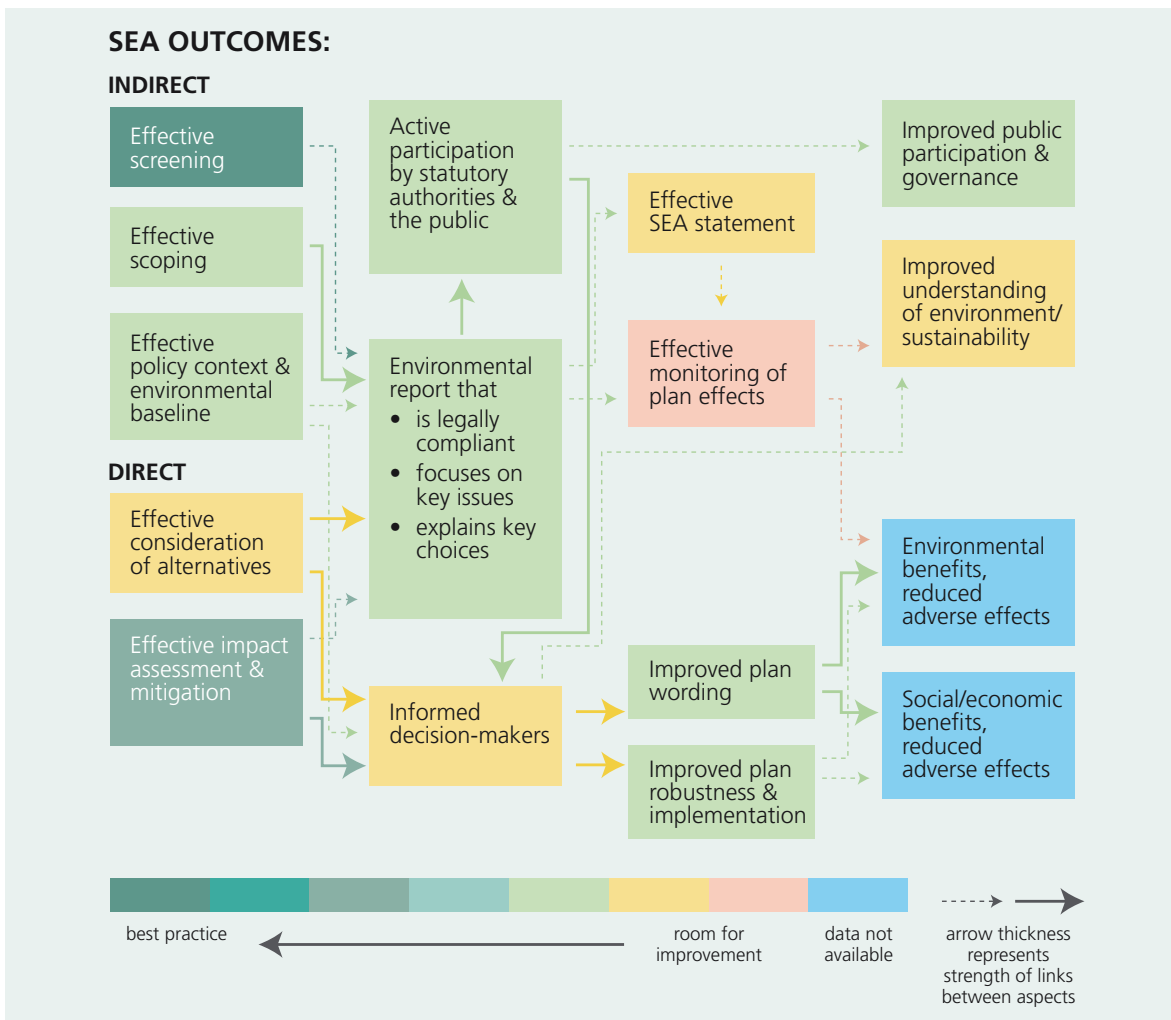 SEA OUTCOMES:
INDIRECT
Effective
screening
Effective
scoping
Effective
policy context &
environmental
baseline
DIRECT
Effective
consideration
of alternatives
Effective impact
assessment &
mitigation
Active
participation
by statutory
authorities &
the public
Environmental
report that
• is legally
compliant
• focuses on
key issues
• explains key
choices
Informed
decision-makers
Effective
SEA statement
Effective
monitoring of
plan effects
Improved plan
wording
Improved plan
robustness &
implementation
Improved public
participation &
governance
Improved
understanding
of environment/
sustainability
Environmental
benefits,
reduced
adverse effects
Social/economic
benefits,
reduced
adverse effects
best practice
room for
improvement
data not
available
arrow thickness
represents
strength of links
between aspects